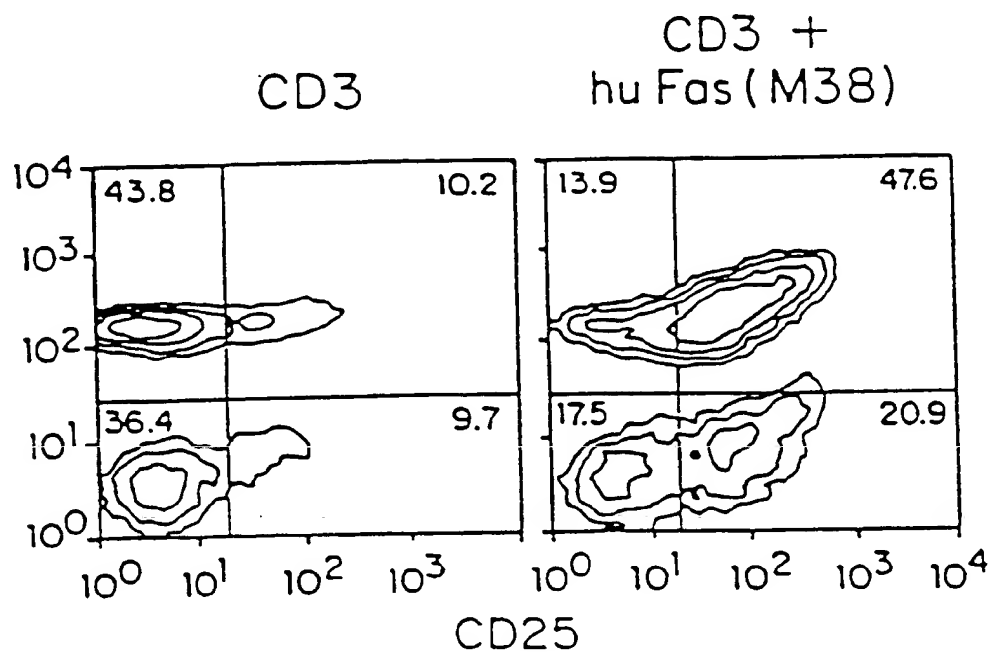 CD3
CD3 +
hu Fas (M38)
10⁴
43.8 10.2
13.9 47.6
10³
10²
36.4 9.7
17.5 20.9
10¹
10⁰
10⁰ 10¹ 10² 10³
10⁰ 10¹ 10² 10³ 10⁴
CD25